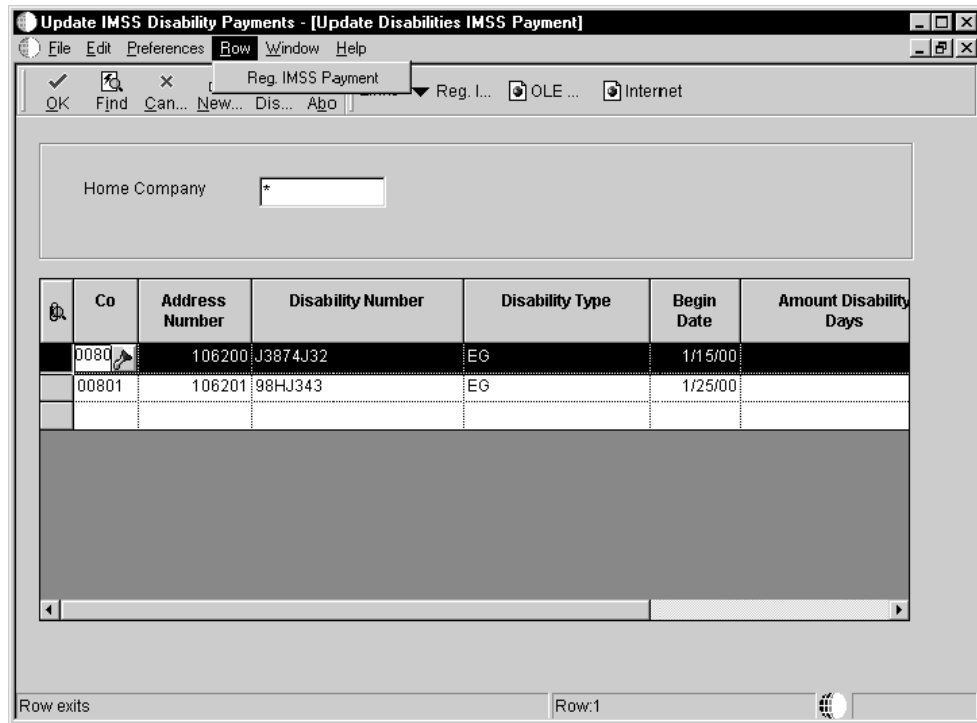 Update IMSS Disability Payments - [Update Disabilities IMSS Payment]
File Edit Preferences Row Window Help
Reg. IMSS Payment
OK Find Can... New... Dis... Abo Reg. I... OLE ... Internet
Home Company *
Co Address Number Disability Number Disability Type Begin Date Amount Disability Days
0080 106200 J3874J32 EG 1/15/00
00801 106201 98HJ343 EG 1/25/00
Row exits Row:1